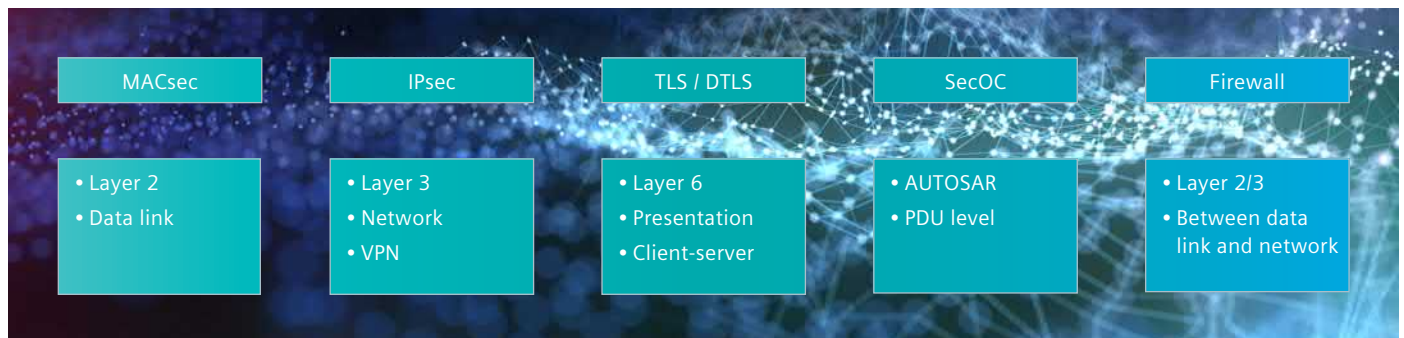 MACsec
IPsec
TLS / DTLS
SecOC
Firewall
• Layer 2
• Data link
• Layer 3
• Network
• VPN
• Layer 6
• Presentation
• Client-server
• AUTOSAR
• PDU level
• Layer 2/3
• Between data
link and network